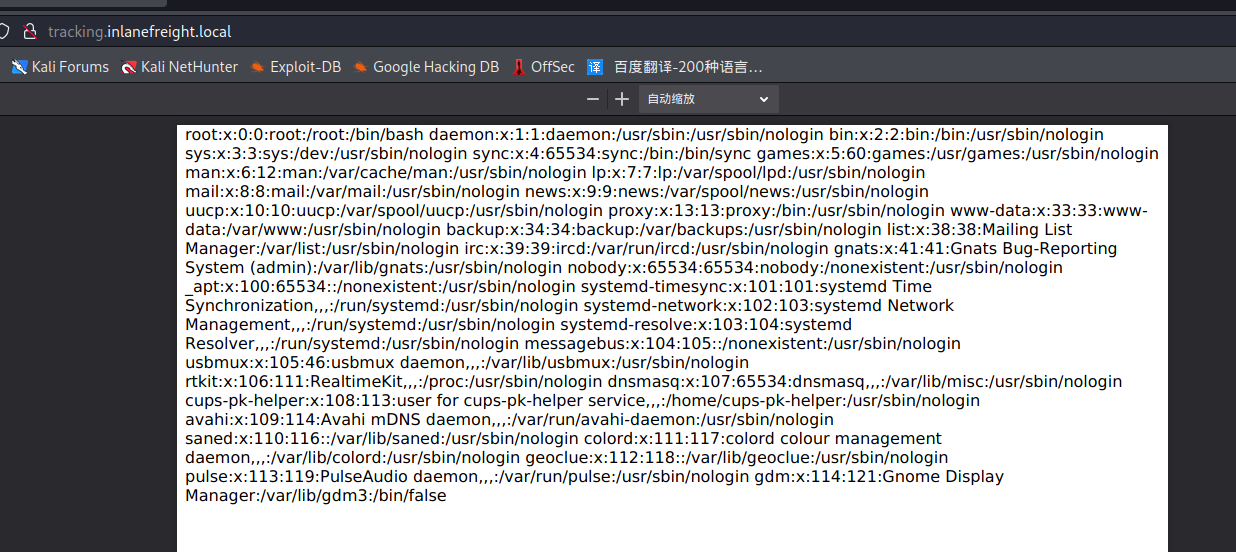 tracking.inlanefreight.local
Kali Forums Kali NetHunter Exploit-DB Google Hacking DB OffSec 译 百度翻译-200种语言...
自动缩放
root:x:0:0:root:/root:/bin/bash daemon:x:1:1:daemon:/usr/sbin:/usr/sbin/nologin bin:x:2:2:bin:/bin:/usr/sbin/nologin
sys:x:3:3:sys:/dev:/usr/sbin/nologin sync:x:4:65534:sync:/bin:/bin/sync games:x:5:60:games:/usr/games:/usr/sbin/nologin
man:x:6:12:man:/var/cache/man:/usr/sbin/nologin lp:x:7:7:lp:/var/spool/lpd:/usr/sbin/nologin
mail:x:8:8:mail:/var/mail:/usr/sbin/nologin news:x:9:9:news:/var/spool/news:/usr/sbin/nologin
uucp:x:10:10:uucp:/var/spool/uucp:/usr/sbin/nologin proxy:x:13:13:proxy:/bin:/usr/sbin/nologin www-data:x:33:33:www-
data:/var/www:/usr/sbin/nologin backup:x:34:34:backup:/var/backups:/usr/sbin/nologin list:x:38:38:Mailing List
Manager:/var/list:/usr/sbin/nologin irc:x:39:39:ircd:/var/run/ircd:/usr/sbin/nologin gnats:x:41:41:Gnats Bug-Reporting
System (admin):/var/lib/gnats:/usr/sbin/nologin nobody:x:65534:65534:nobody:/nonexistent:/usr/sbin/nologin
_apt:x:100:65534::/nonexistent:/usr/sbin/nologin systemd-timesync:x:101:101:systemd Time
Synchronization,,,:/run/systemd:/usr/sbin/nologin systemd-network:x:102:103:systemd Network
Management,,,:/run/systemd:/usr/sbin/nologin systemd-resolve:x:103:104:systemd
Resolver,,,:/run/systemd:/usr/sbin/nologin messagebus:x:104:105::/nonexistent:/usr/sbin/nologin
usbmux:x:105:46:usbmux daemon,,,:/var/lib/usbmux:/usr/sbin/nologin
rtkit:x:106:111:RealtimeKit,,,:/proc:/usr/sbin/nologin dnsmasq:x:107:65534:dnsmasq,,,:/var/lib/misc:/usr/sbin/nologin
cups-pk-helper:x:108:113:user for cups-pk-helper service,,,:/home/cups-pk-helper:/usr/sbin/nologin
avahi:x:109:114:Avahi mDNS daemon,,,:/var/run/avahi-daemon:/usr/sbin/nologin
saned:x:110:116::/var/lib/saned:/usr/sbin/nologin colord:x:111:117:colord colour management
daemon,,,:/var/lib/colord:/usr/sbin/nologin geoclue:x:112:118::/var/lib/geoclue:/usr/sbin/nologin
pulse:x:113:119:PulseAudio daemon,,,:/var/run/pulse:/usr/sbin/nologin gdm:x:114:121:Gnome Display
Manager:/var/lib/gdm3:/bin/false